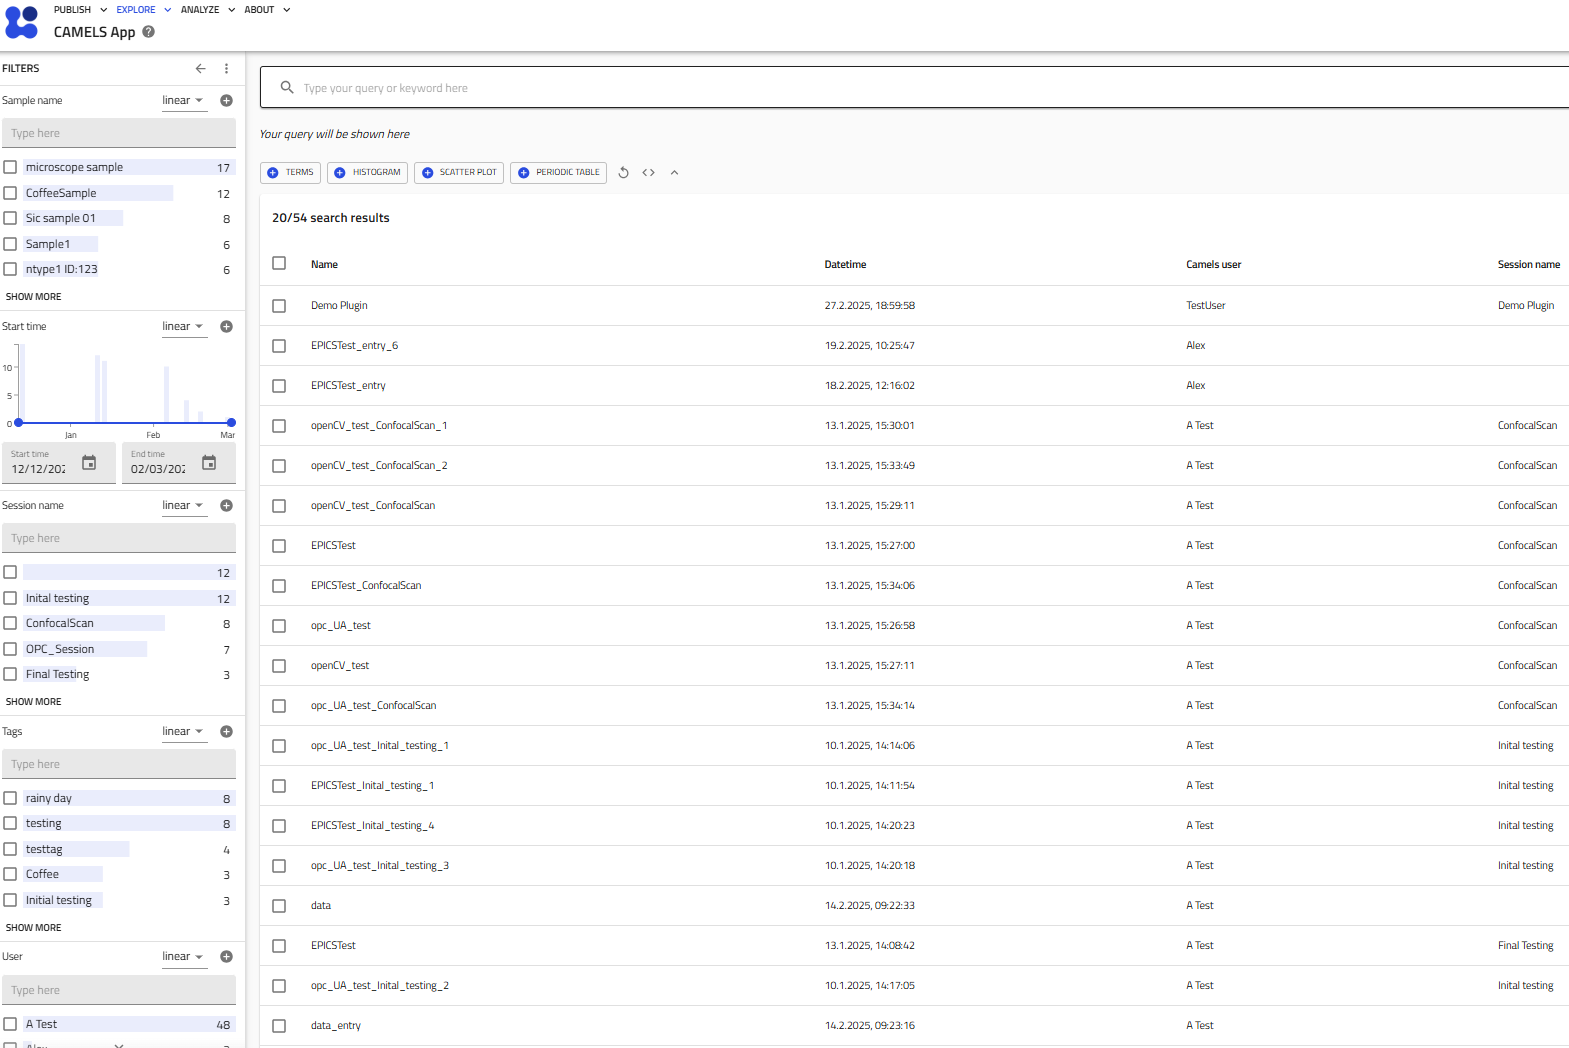 PUBLISH EXPLORE ANALYZE ABOUT
CAMELS App ?
FILTERS
Sample name linear
Type here
microscope sample 17
CoffeeSample 12
Sic sample 01 8
Sample1 6
ntype1 ID:123 6
SHOW MORE
Start time linear
10
5
0
Jan Feb Mar
Start time End time
12/12/202 02/03/202
Session name linear
Type here
12
Inital testing 12
ConfocalScan 8
OPC_Session 7
Final Testing 3
SHOW MORE
Tags linear
Type here
rainy day 8
testing 8
testtag 4
Coffee 3
Initial testing 3
SHOW MORE
User linear
Type here
A Test 48
Type your query or keyword here
Your query will be shown here
TERMS HISTOGRAM SCATTER PLOT PERIODIC TABLE
20/54 search results
Name Datetime Camels user Session name
Demo Plugin 27.2.2025, 18:59:58 TestUser Demo Plugin
EPICSTest_entry_6 19.2.2025, 10:25:47 Alex
EPICSTest_entry 18.2.2025, 12:16:02 Alex
openCV_test_ConfocalScan_1 13.1.2025, 15:30:01 A Test ConfocalScan
openCV_test_ConfocalScan_2 13.1.2025, 15:33:49 A Test ConfocalScan
openCV_test_ConfocalScan 13.1.2025, 15:29:11 A Test ConfocalScan
EPICSTest 13.1.2025, 15:27:00 A Test ConfocalScan
EPICSTest_ConfocalScan 13.1.2025, 15:34:06 A Test ConfocalScan
opc_UA_test 13.1.2025, 15:26:58 A Test ConfocalScan
openCV_test 13.1.2025, 15:27:11 A Test ConfocalScan
opc_UA_test_ConfocalScan 13.1.2025, 15:34:14 A Test ConfocalScan
opc_UA_test_Inital_testing_1 10.1.2025, 14:14:06 A Test Inital testing
EPICSTest_Inital_testing_1 10.1.2025, 14:11:54 A Test Inital testing
EPICSTest_Inital_testing_4 10.1.2025, 14:20:23 A Test Inital testing
opc_UA_test_Inital_testing_3 10.1.2025, 14:20:18 A Test Inital testing
data 14.2.2025, 09:22:33 A Test
EPICSTest 13.1.2025, 14:08:42 A Test Final Testing
opc_UA_test_Inital_testing_2 10.1.2025, 14:17:05 A Test Inital testing
data_entry 14.2.2025, 09:23:16 A Test